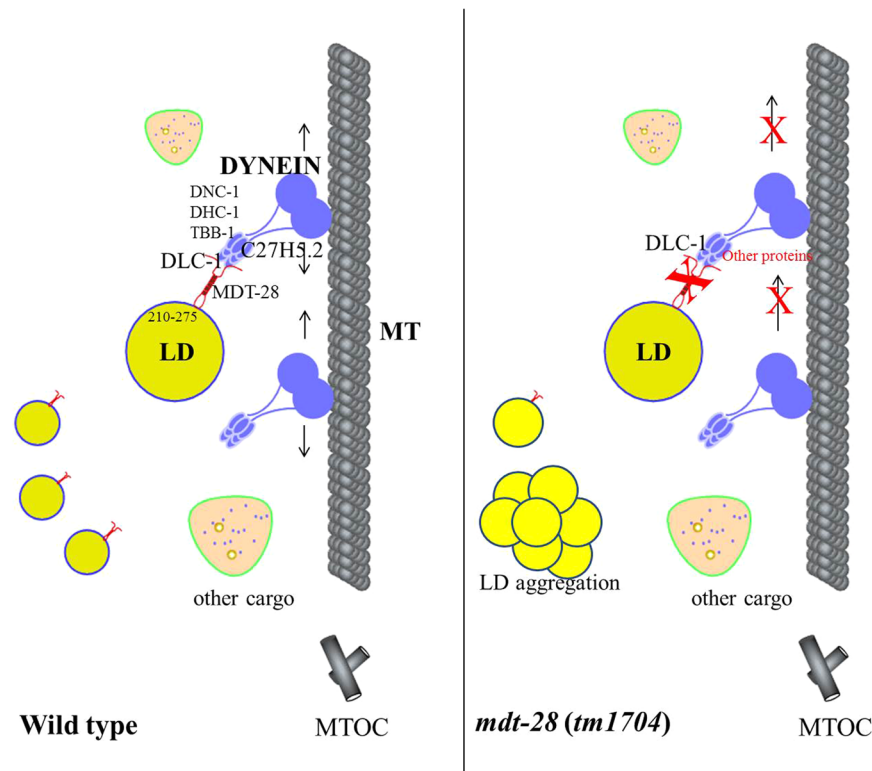 DYNEIN
DNC-1
DHC-1
TBB-1
C27H5.2
DLC-1
MDT-28
210-275
LD
MT
other cargo
MTOC
Wild type
X
DLC-1
Other proteins
X
X
LD
LD aggregation
other cargo
MTOC
mdt-28 (tm1704)